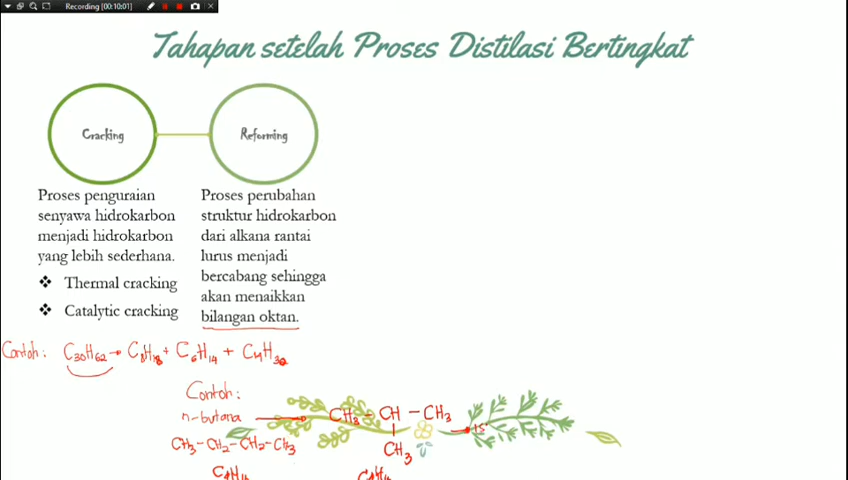 Recording [00:10:01]
Tahapan setelah Proses Distilasi Bertingkat
Cracking
Reforming
Proses penguraian
senyawa hidrokarbon
menjadi hidrokarbon
yang lebih sederhana.
Thermal cracking
Catalytic cracking
Proses perubahan
struktur hidrokarbon
dari alkana rantai
lurus menjadi
bercabang sehingga
akan menaikkan
bilangan oktan.
Contoh: C30H62 → C8H18 + C6H14 +
Contoh:
n-butana → CH3 - CH - CH3 →
CH3-CH2-CH2-CH3
CH3